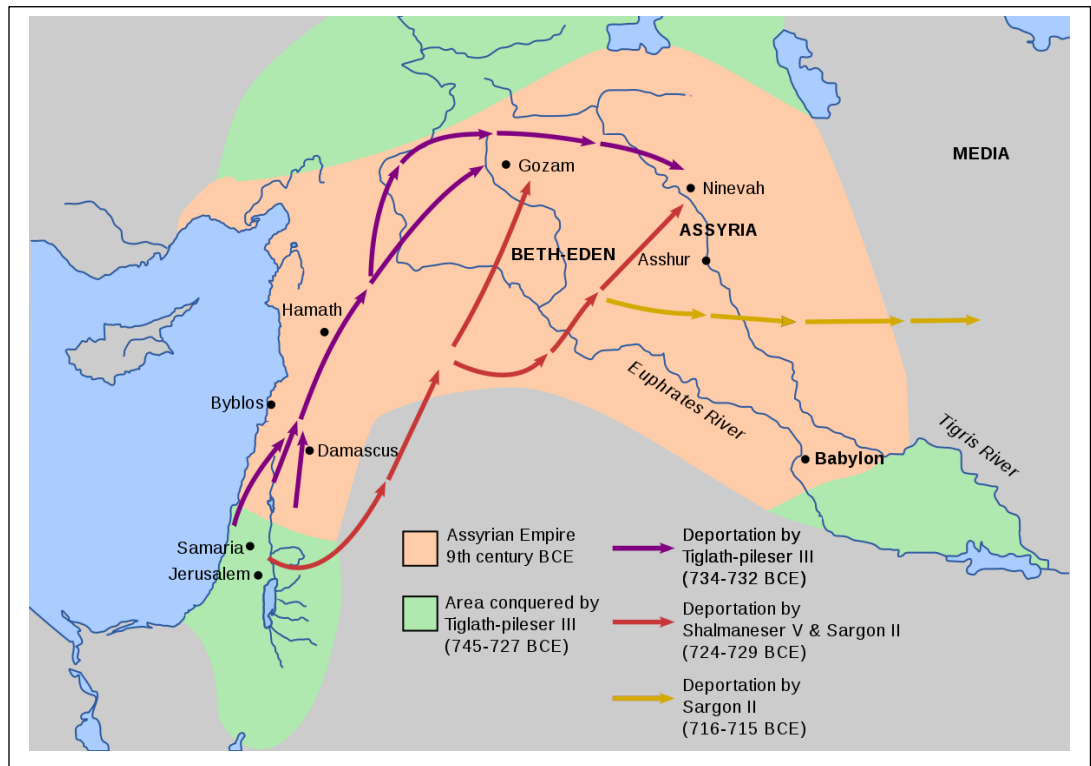 MEDIA
Gozam
Ninevah
ASSYRIA
BETH-EDEN
Asshur
Hamath
Byblos
Euphrates River
Tigris River
Damascus
Babylon
Samaria
Jerusalem
Assyrian Empire
9th century BCE
Area conquered by
Tiglath-pileser III
(745-727 BCE)
Deportation by
Tiglath-pileser III
(734-732 BCE)
Deportation by
Shalmaneser V & Sargon II
(724-729 BCE)
Deportation by
Sargon II
(716-715 BCE)